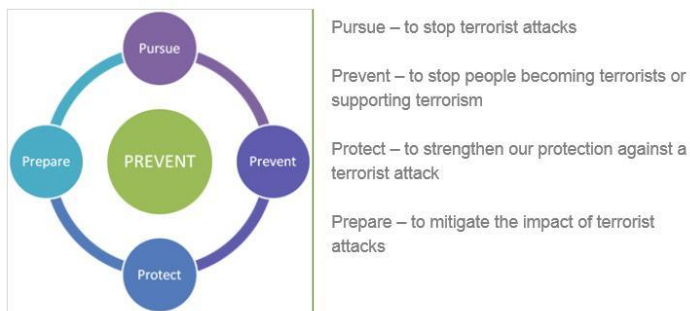 Pursue
Prepare
PREVENT
Prevent
Protect
Pursue – to stop terrorist attacks
Prevent – to stop people becoming terrorists or
supporting terrorism
Protect – to strengthen our protection against a
terrorist attack
Prepare – to mitigate the impact of terrorist
attacks